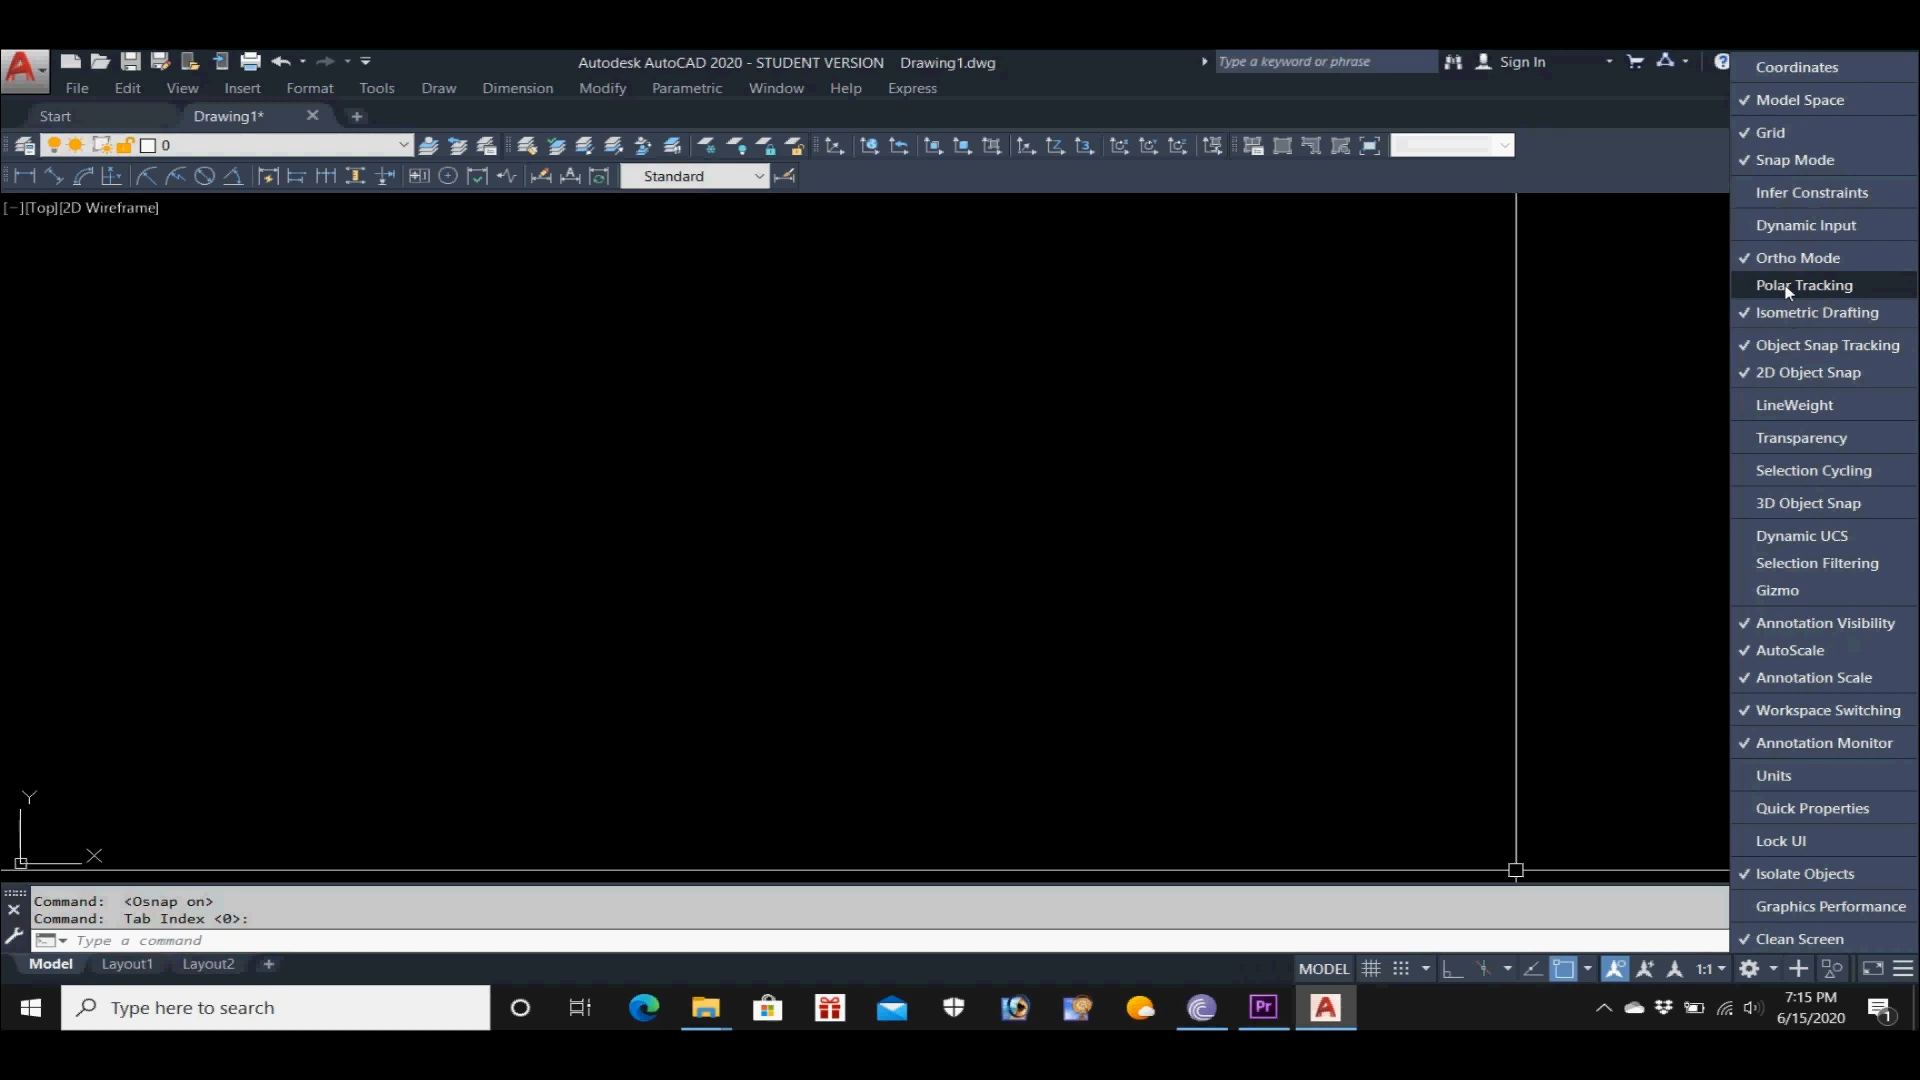 Autodesk AutoCAD 2020 - STUDENT VERSION Drawing1.dwg
Type a keyword or phrase
Sign In
File Edit View Insert Format Tools Draw Dimension Modify Parametric Window Help Express
Start Drawing1*
0
Standard
[−][Top][2D Wireframe]
Coordinates
Model Space
Grid
Snap Mode
Infer Constraints
Dynamic Input
Ortho Mode
Polar Tracking
Isometric Drafting
Object Snap Tracking
2D Object Snap
LineWeight
Transparency
Selection Cycling
3D Object Snap
Dynamic UCS
Selection Filtering
Gizmo
Annotation Visibility
AutoScale
Annotation Scale
Workspace Switching
Annotation Monitor
Units
Quick Properties
Lock UI
Isolate Objects
Graphics Performance
Clean Screen
Y
X
Command: <Osnap on>
Command: Tab Index <0>:
Type a command
Model Layout1 Layout2
MODEL
1:1
Type here to search
Pr
A
7:15 PM
6/15/2020
1